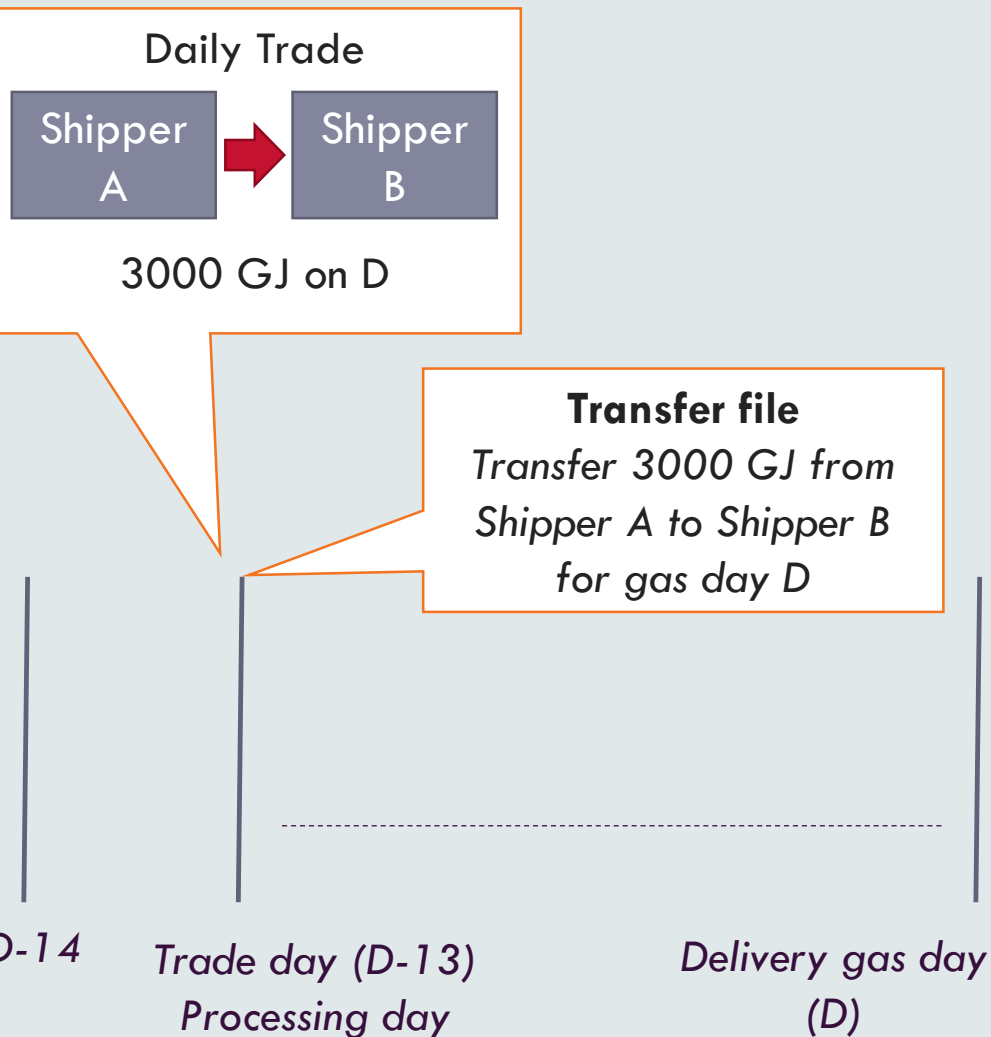 Daily Trade
Shipper
A
Shipper
B
3000 GJ on D
Transfer file
Transfer 3000 GJ from
Shipper A to Shipper B
for gas day D
D-14
Trade day (D-13)
Processing day
Delivery gas day
(D)